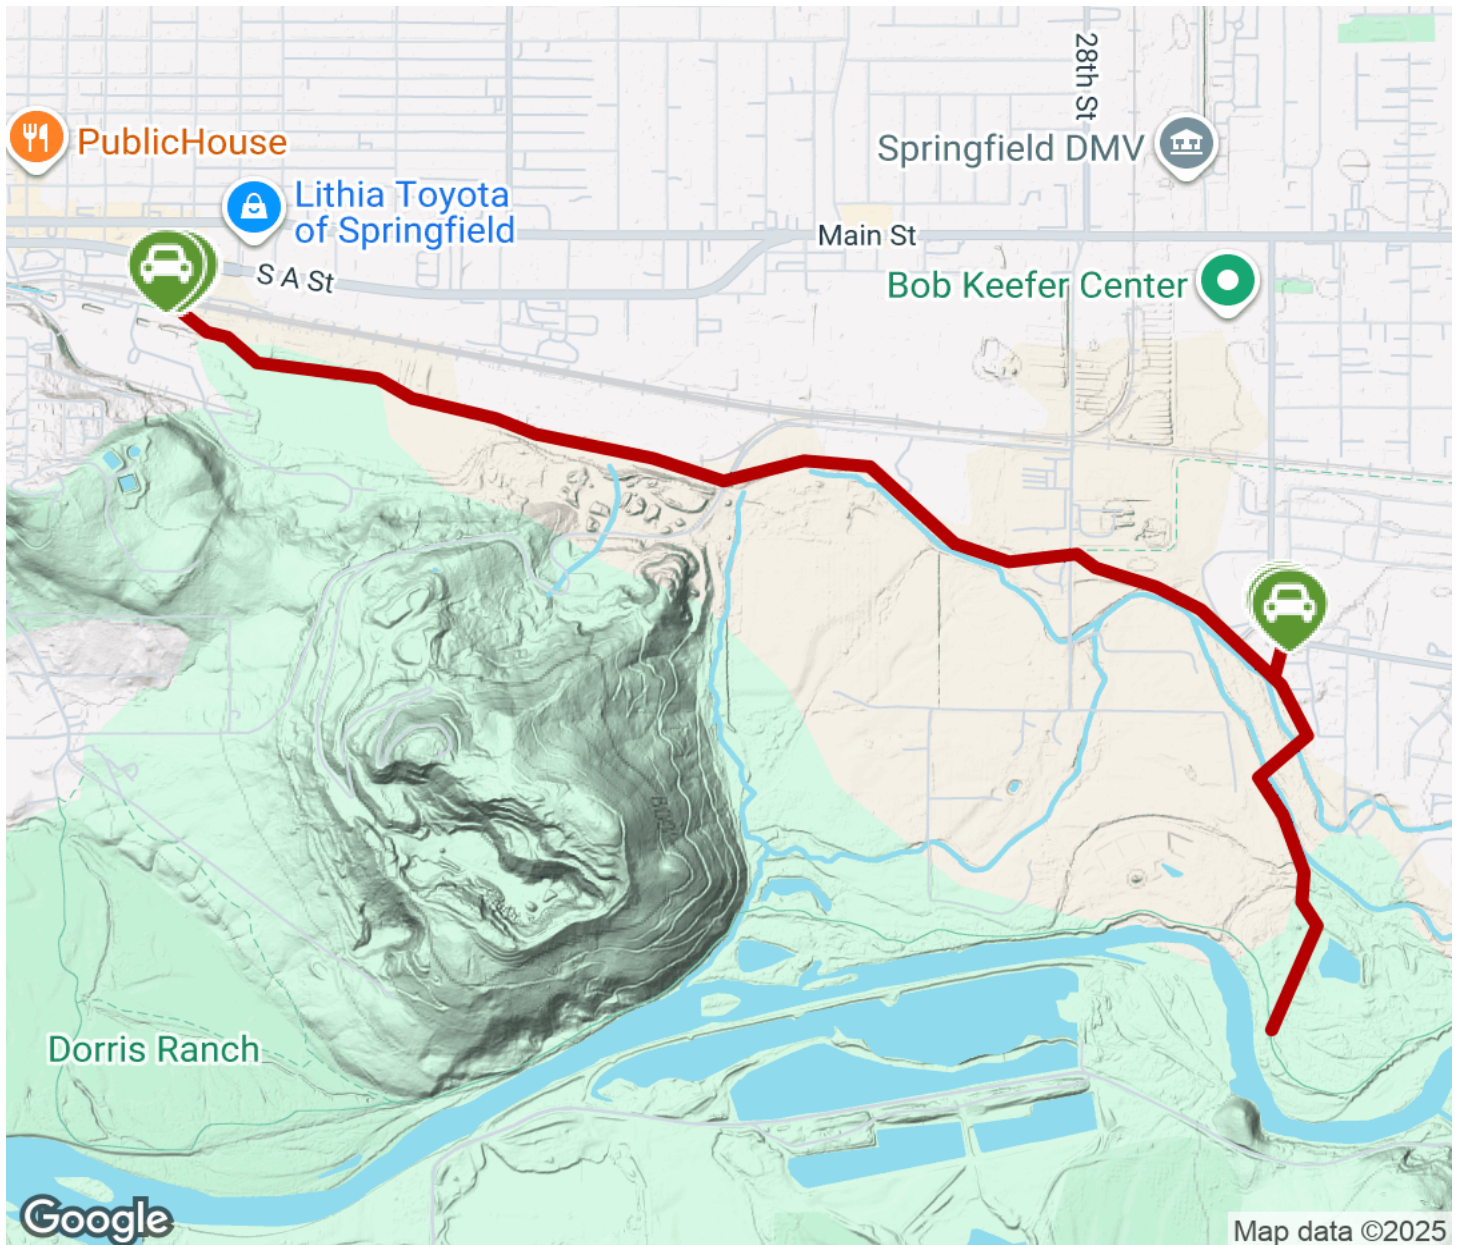 28th St
PublicHouse
Springfield DMV
Lithia Toyota
of Springfield
Main St
S A St
Bob Keefer Center
Dorris Ranch
Google
Map data ©2025